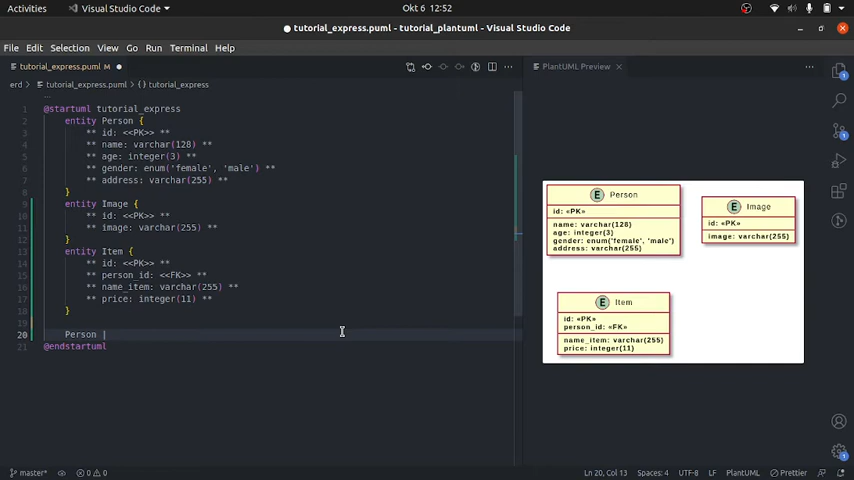 Activities
Visual Studio Code
Okt 6 12:52
tutorial_express.puml - tutorial_plantuml - Visual Studio Code
File Edit Selection View Go Run Terminal Help
tutorial_express.puml M
PlantUML Preview
erd > tutorial_express.puml > {} tutorial_express
1 @startuml tutorial_express
2 entity Person {
3 ** id: <<PK>> **
4 ** name: varchar(128) **
5 ** age: integer(3) **
6 ** gender: enum('female', 'male') **
7 ** address: varchar(255) **
8 }
9 entity Image {
10 ** id: <<PK>> **
11 ** image: varchar(255) **
12 }
13 entity Item {
14 ** id: <<PK>> **
15 ** person_id: <<FK>> **
16 ** name_item: varchar(255) **
17 ** price: integer(11) **
18 }
19
20 Person
21 @enduml
E Person
id: «PK»
name: varchar(128)
age: integer(3)
gender: enum('female', 'male')
address: varchar(255)
E Image
id: «PK»
image: varchar(255)
E Item
id: «PK»
person_id: «FK»
name_item: varchar(255)
price: integer(11)
1
1
1
1
master* 0 0 Ln 20, Col 13 Spaces: 4 UTF-8 LF PlantUML Prettier